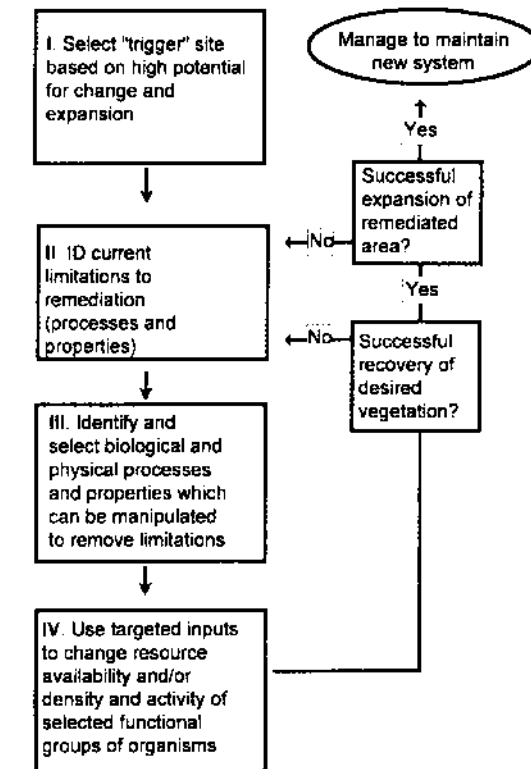 I. Select "trigger" site
based on high potential
for change and
expansion
II. ID current
limitations to
remediation
(processes and
properties)
III. Identify and
select biological and
physical processes
and properties which
can be manipulated
to remove limitations
IV. Use targeted inputs
to change resource
availability and/or
density and activity of
selected functional
groups of organisms
Successful
recovery of
desired
vegetation?
No
Yes
Successful
expansion of
remediated
area?
No
Yes
Manage to maintain
new system